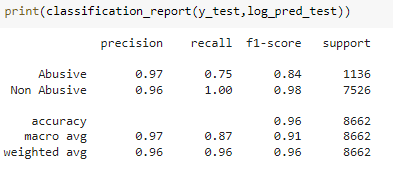 print(classification_report(y_test,log_pred_test))
precision recall f1-score support
Abusive 0.97 0.75 0.84 1136
Non Abusive 0.96 1.00 0.98 7526
accuracy 0.96 8662
macro avg 0.97 0.87 0.91 8662
weighted avg 0.96 0.96 0.96 8662